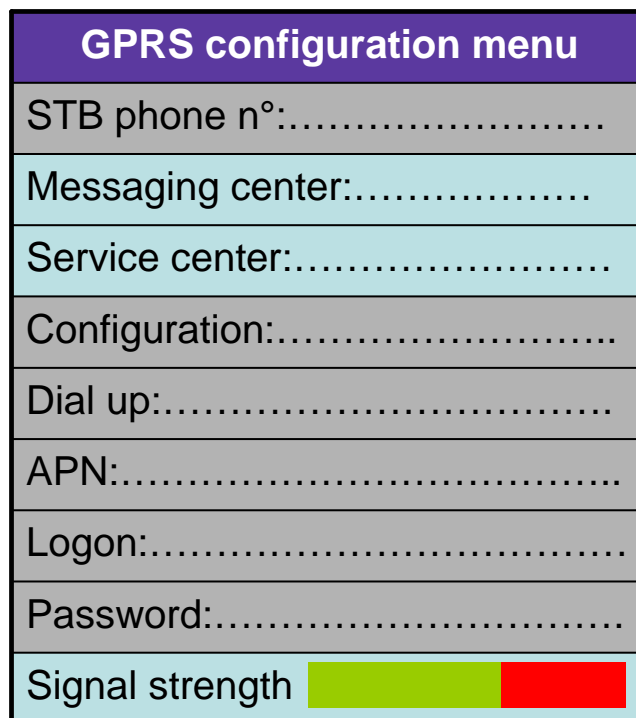 GPRS configuration menu
STB phone n°:……………………
Messaging center:………………
Service center:……………………
Configuration:……………………..
Dial up:…………………………….
APN:………………………………..
Logon:……………………………….
Password:………………………….
Signal strength